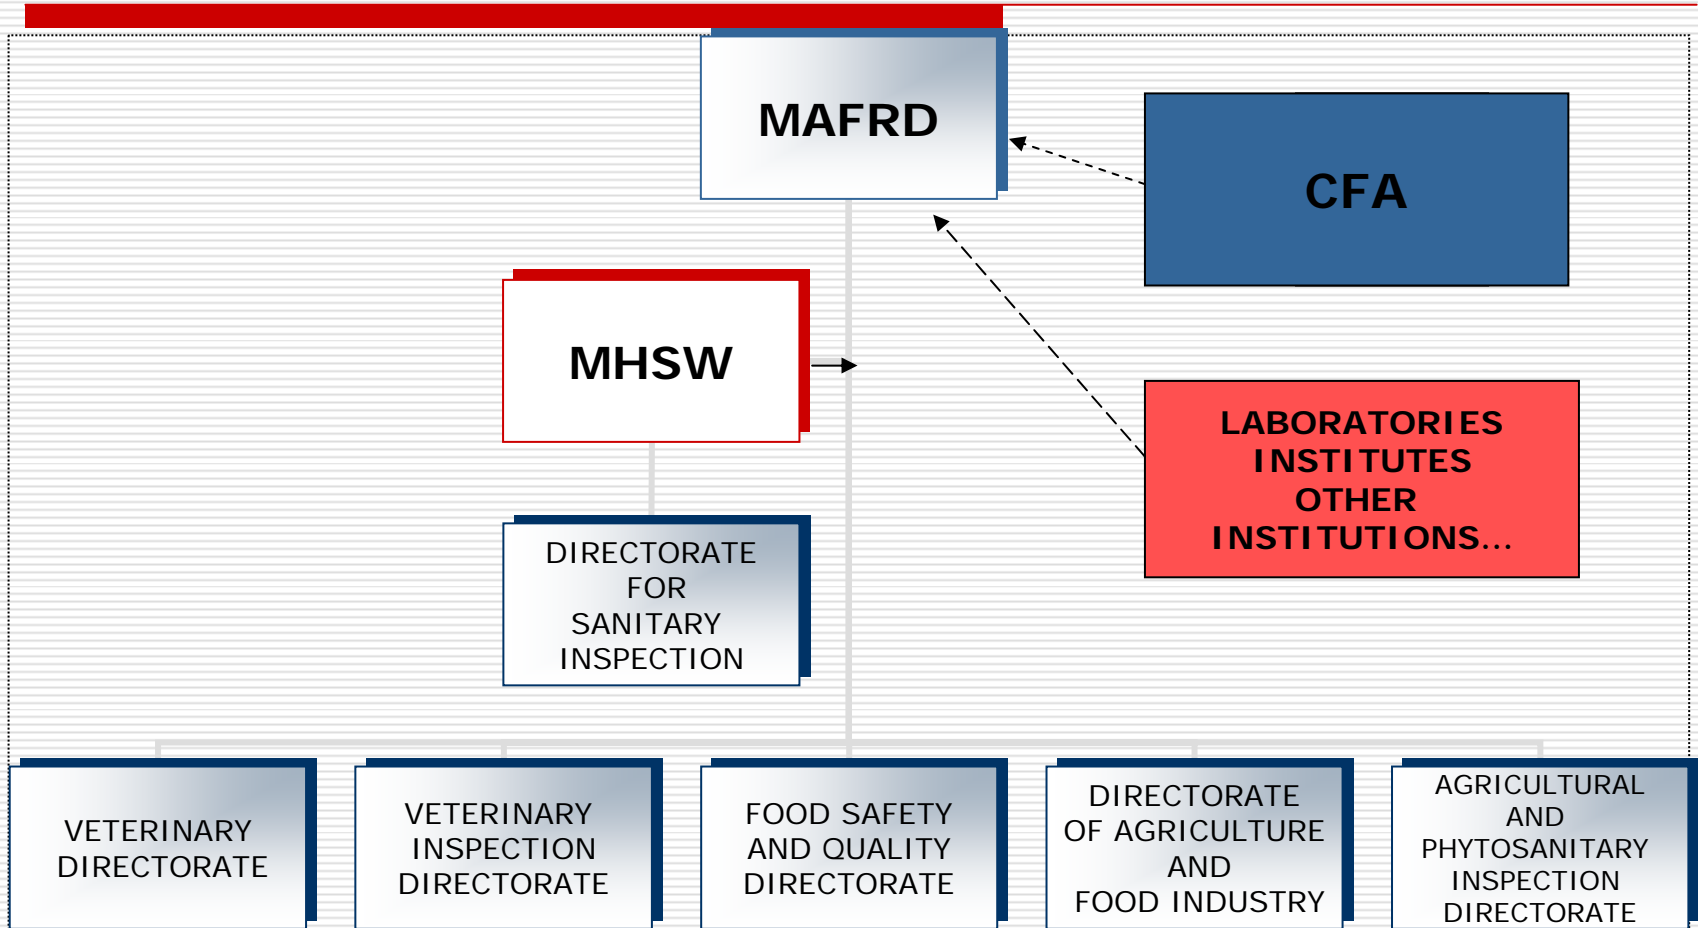 MAFRD
CFA
MHSW
LABORATORIES
INSTITUTES
OTHER
INSTITUTIONS...
DIRECTORATE
FOR
SANITARY
INSPECTION
VETERINARY
DIRECTORATE
VETERINARY
INSPECTION
DIRECTORATE
FOOD SAFETY
AND QUALITY
DIRECTORATE
DIRECTORATE
OF AGRICULTURE
AND
FOOD INDUSTRY
AGRICULTURAL
AND
PHYTOSANITARY
INSPECTION
DIRECTORATE